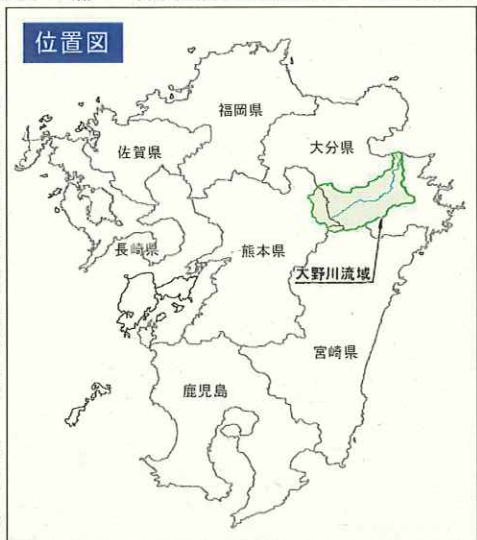 位置図
福岡県
大分県
佐賀県
長崎県
熊本県
大野川流域
宮崎県
鹿児島